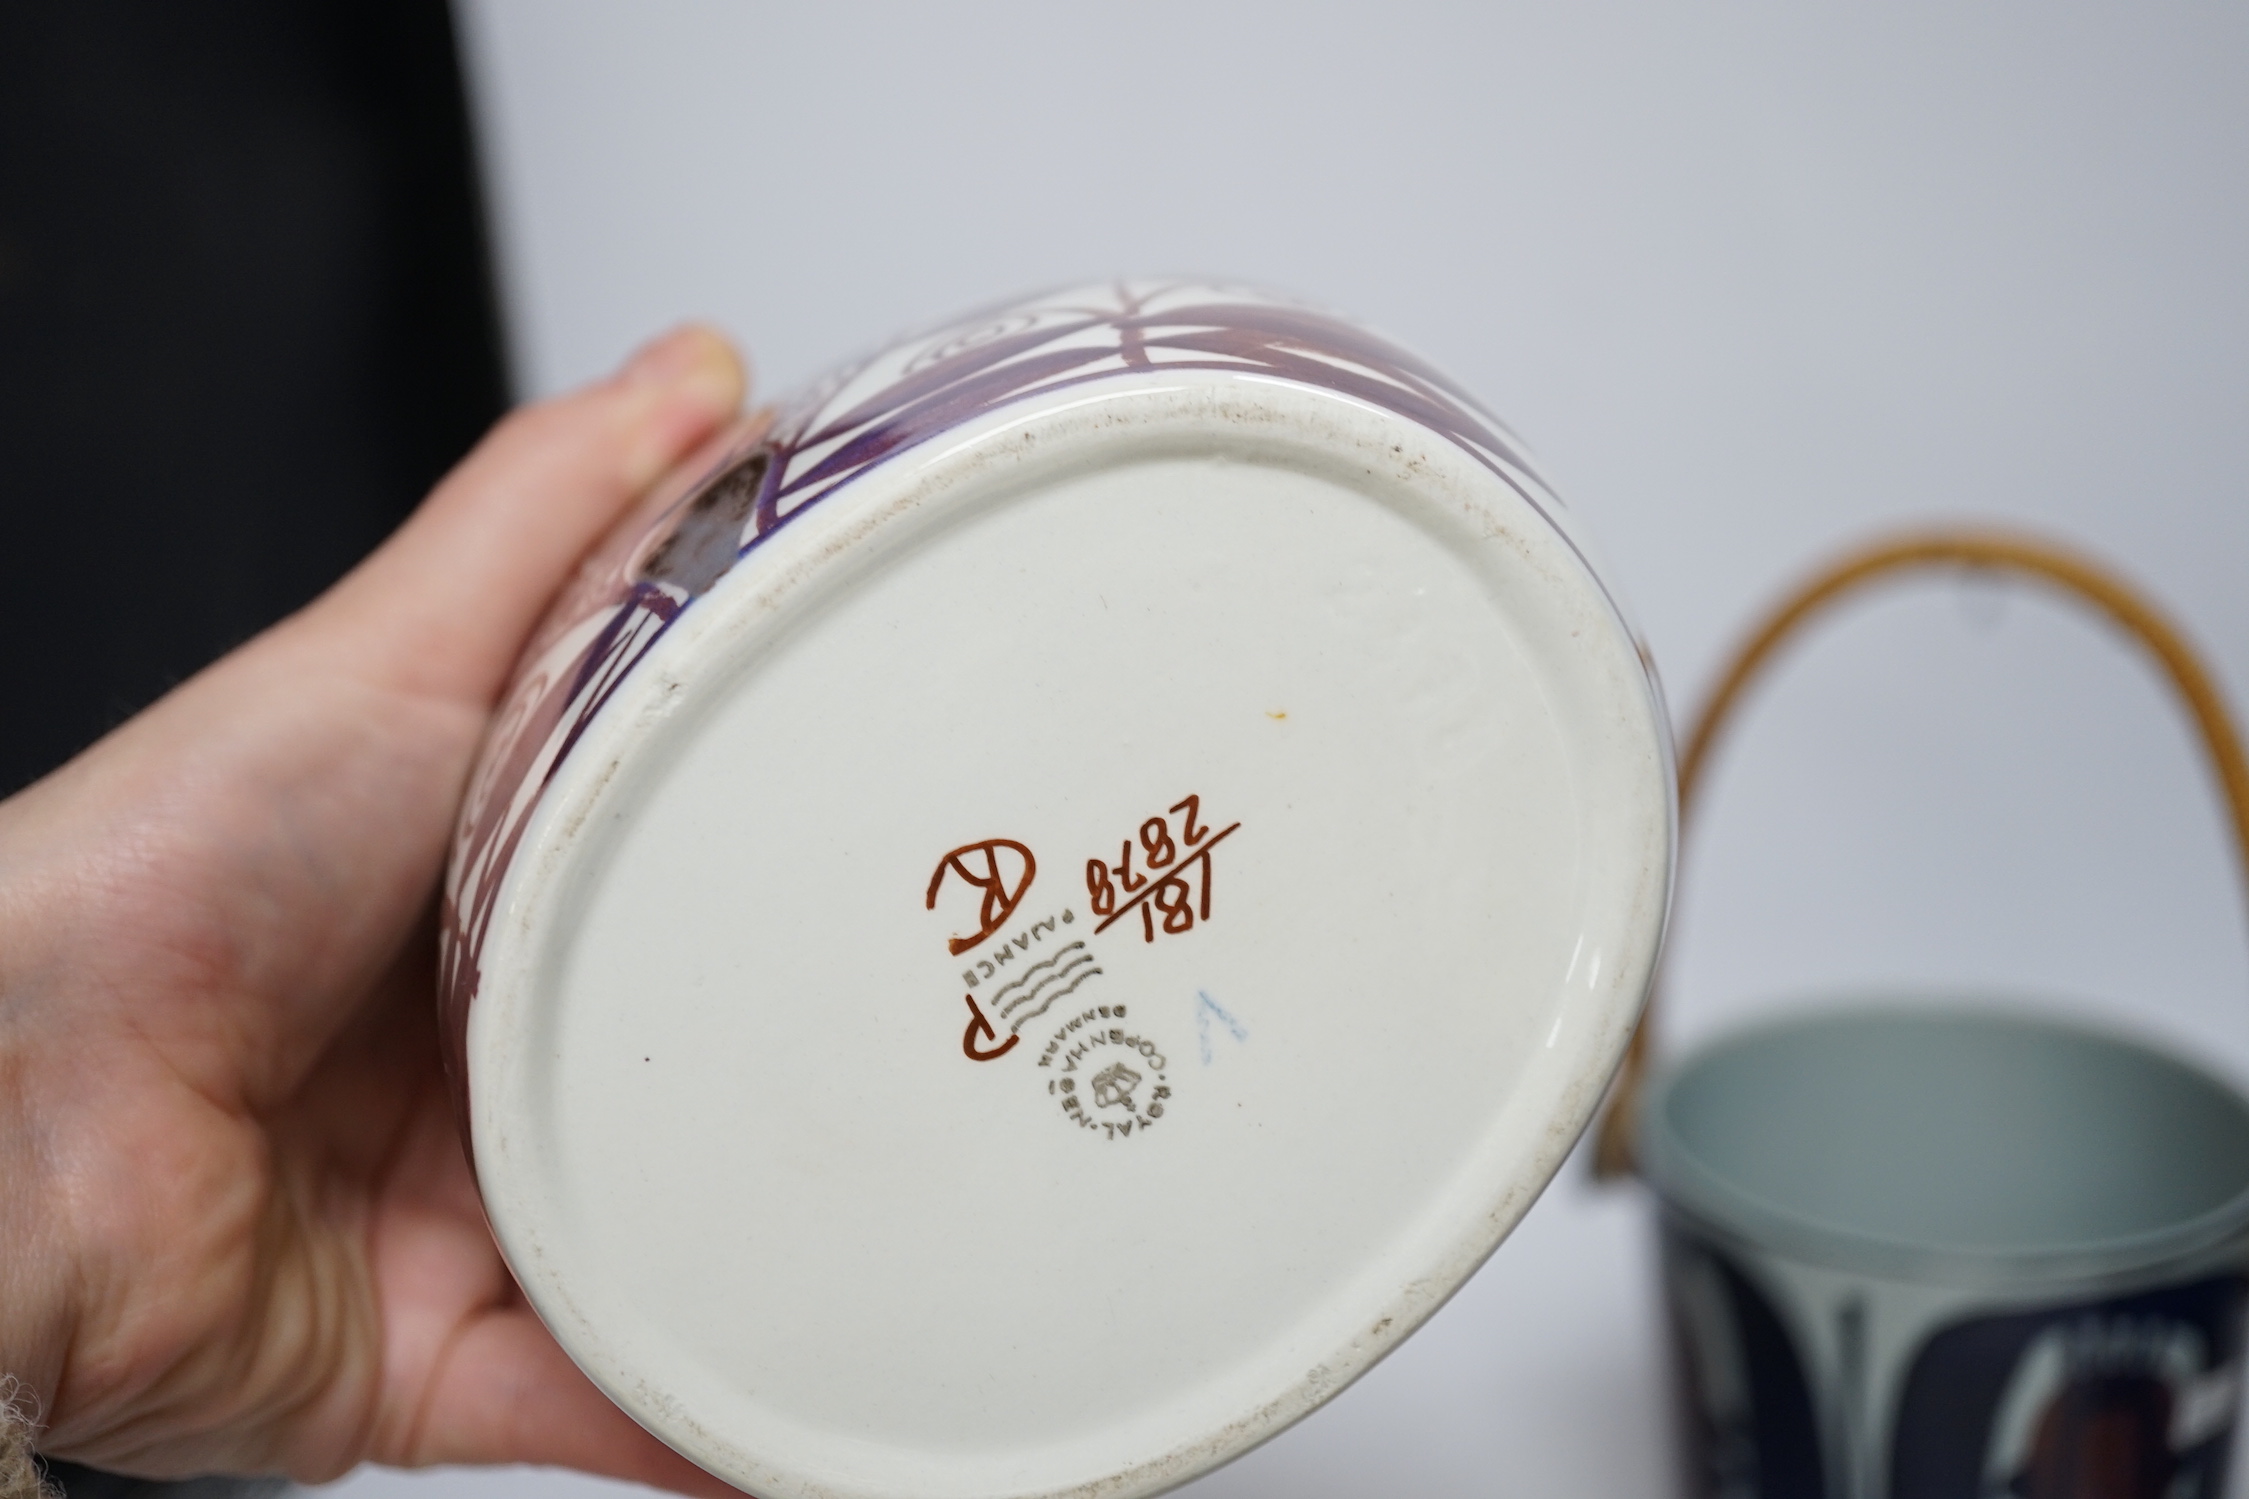 ROYAL · COPENHAGEN ·
DENMARK
FAJANCE
181
2878